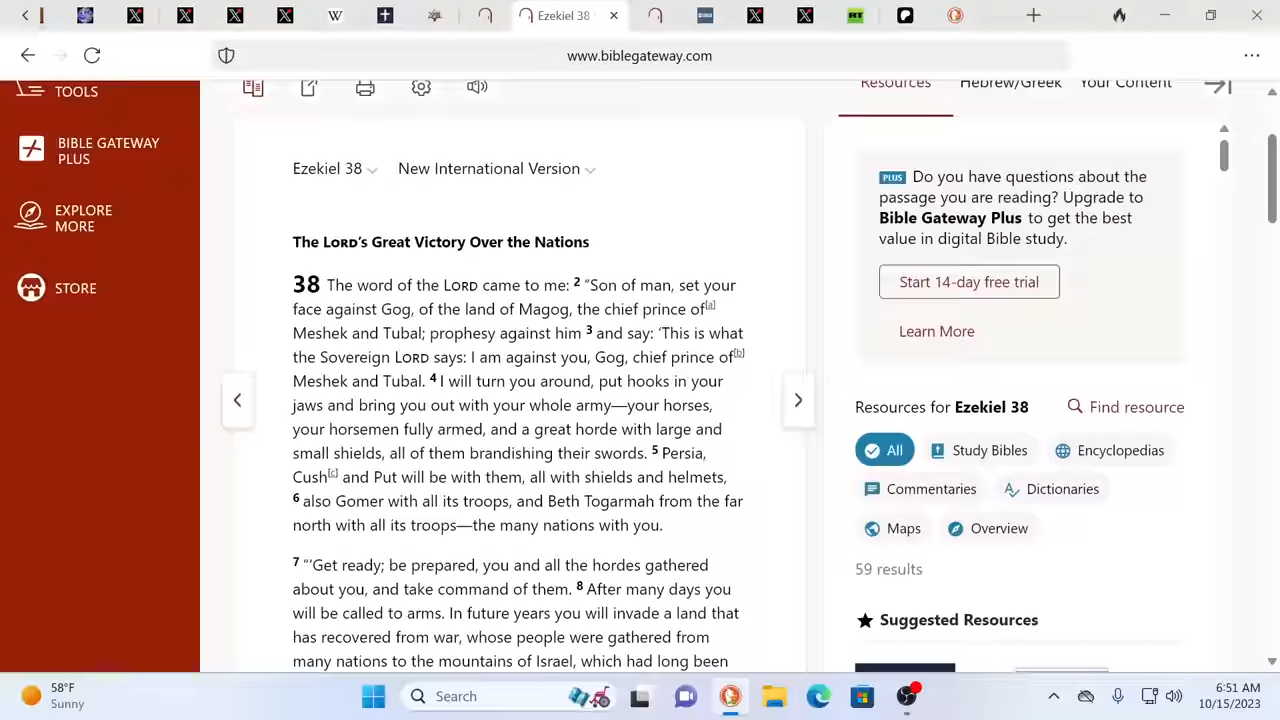 Ezekiel 38
www.biblegateway.com
TOOLS
BIBLE GATEWAY
PLUS
EXPLORE
MORE
STORE
Resources
Hebrew/Greek
Your Content
Ezekiel 38
New International Version
The LORD's Great Victory Over the Nations
38 The word of the LORD came to me: 2 “Son of man, set your
face against Gog, of the land of Magog, the chief prince of[a]
Meshek and Tubal; prophesy against him 3 and say: ‘This is what
the Sovereign LORD says: I am against you, Gog, chief prince of[b]
Meshek and Tubal. 4 I will turn you around, put hooks in your
jaws and bring you out with your whole army—your horses,
your horsemen fully armed, and a great horde with large and
small shields, all of them brandishing their swords. 5 Persia,
Cush[c] and Put will be with them, all with shields and helmets,
6 also Gomer with all its troops, and Beth Togarmah from the far
north with all its troops—the many nations with you.
7 “‘Get ready; be prepared, you and all the hordes gathered
about you, and take command of them. 8 After many days you
will be called to arms. In future years you will invade a land that
has recovered from war, whose people were gathered from
many nations to the mountains of Israel, which had long been
PLUS Do you have questions about the
passage you are reading? Upgrade to
Bible Gateway Plus to get the best
value in digital Bible study.
Start 14-day free trial
Learn More
Resources for Ezekiel 38
Find resource
All
Study Bibles
Encyclopedias
Commentaries
Dictionaries
Maps
Overview
59 results
Suggested Resources
58°F
Sunny
Search
6:51 AM
10/15/2023
W
RT